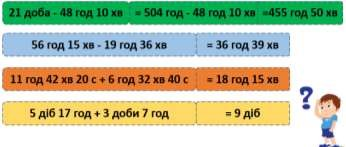 21 доба - 48 год 10 хв = 504 год - 48 год 10 хв =455 год 50 хв
56 год 15 хв - 19 год 36 хв = 36 год 39 хв
11 год 42 хв 20 с + 6 год 32 хв 40 с = 18 год 15 хв
5 діб 17 год + 3 доби 7 год = 9 діб
?